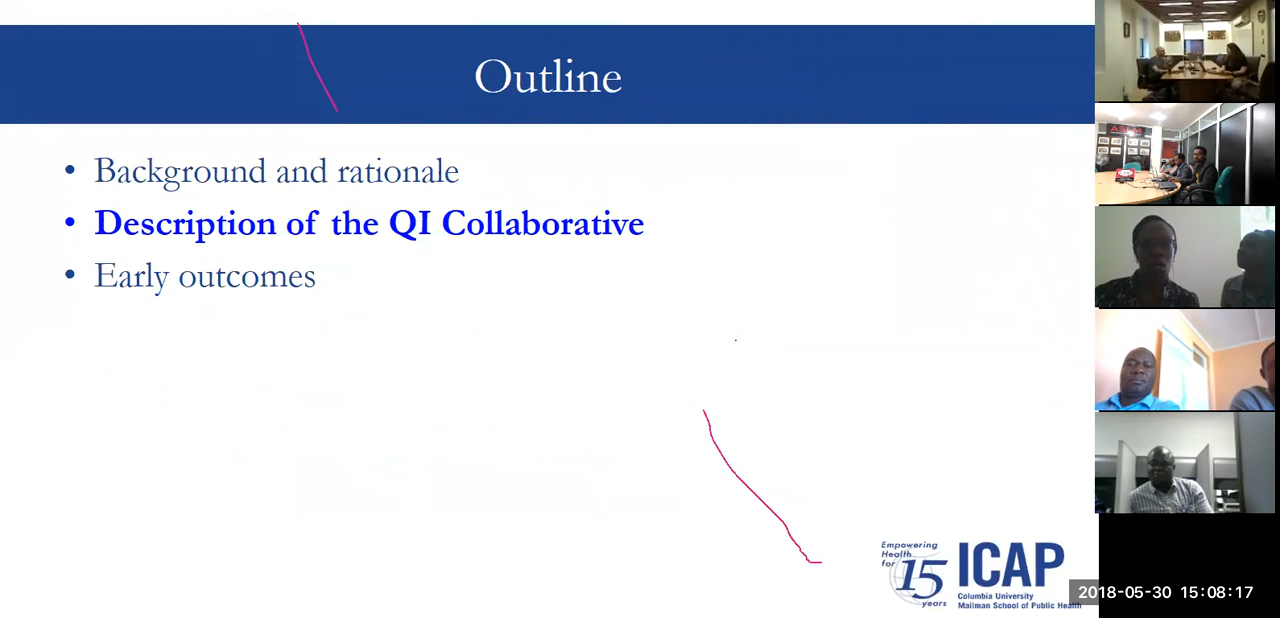 Outline
• Background and rationale
• Description of the QI Collaborative
• Early outcomes
Empowering
Health
for
15
years
ICAP
Columbia University
Mailman School of Public Health
2018-05-30 15:08:17